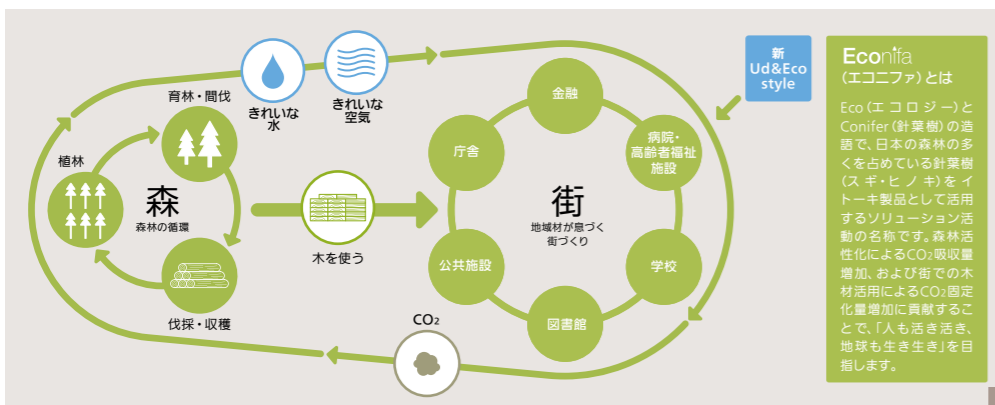 育林・間伐
植林
森
森林の循環
伐採・収穫
きれいな
水
きれいな
空気
木を使う
CO₂
金融
病院・
高齢者福祉
施設
学校
図書館
公共施設
庁舎
街
地域材が息づく
街づくり
新
Ud&Eco
style
Econifa
(エコニファ)とは
Eco(エコロジー)と
Conifer(針葉樹)の造
語で、日本の森林の多
くを占めている針葉樹
(スギ・ヒノキ)をイ
トーキ製品として活用
するソリューション活
動の名称です。森林活
性化によるCO₂吸収量
増加、および街での木
材活用によるCO₂固定
化量増加に貢献するこ
とで、「人も活き活き、
地球も生き生き」を目
指します。